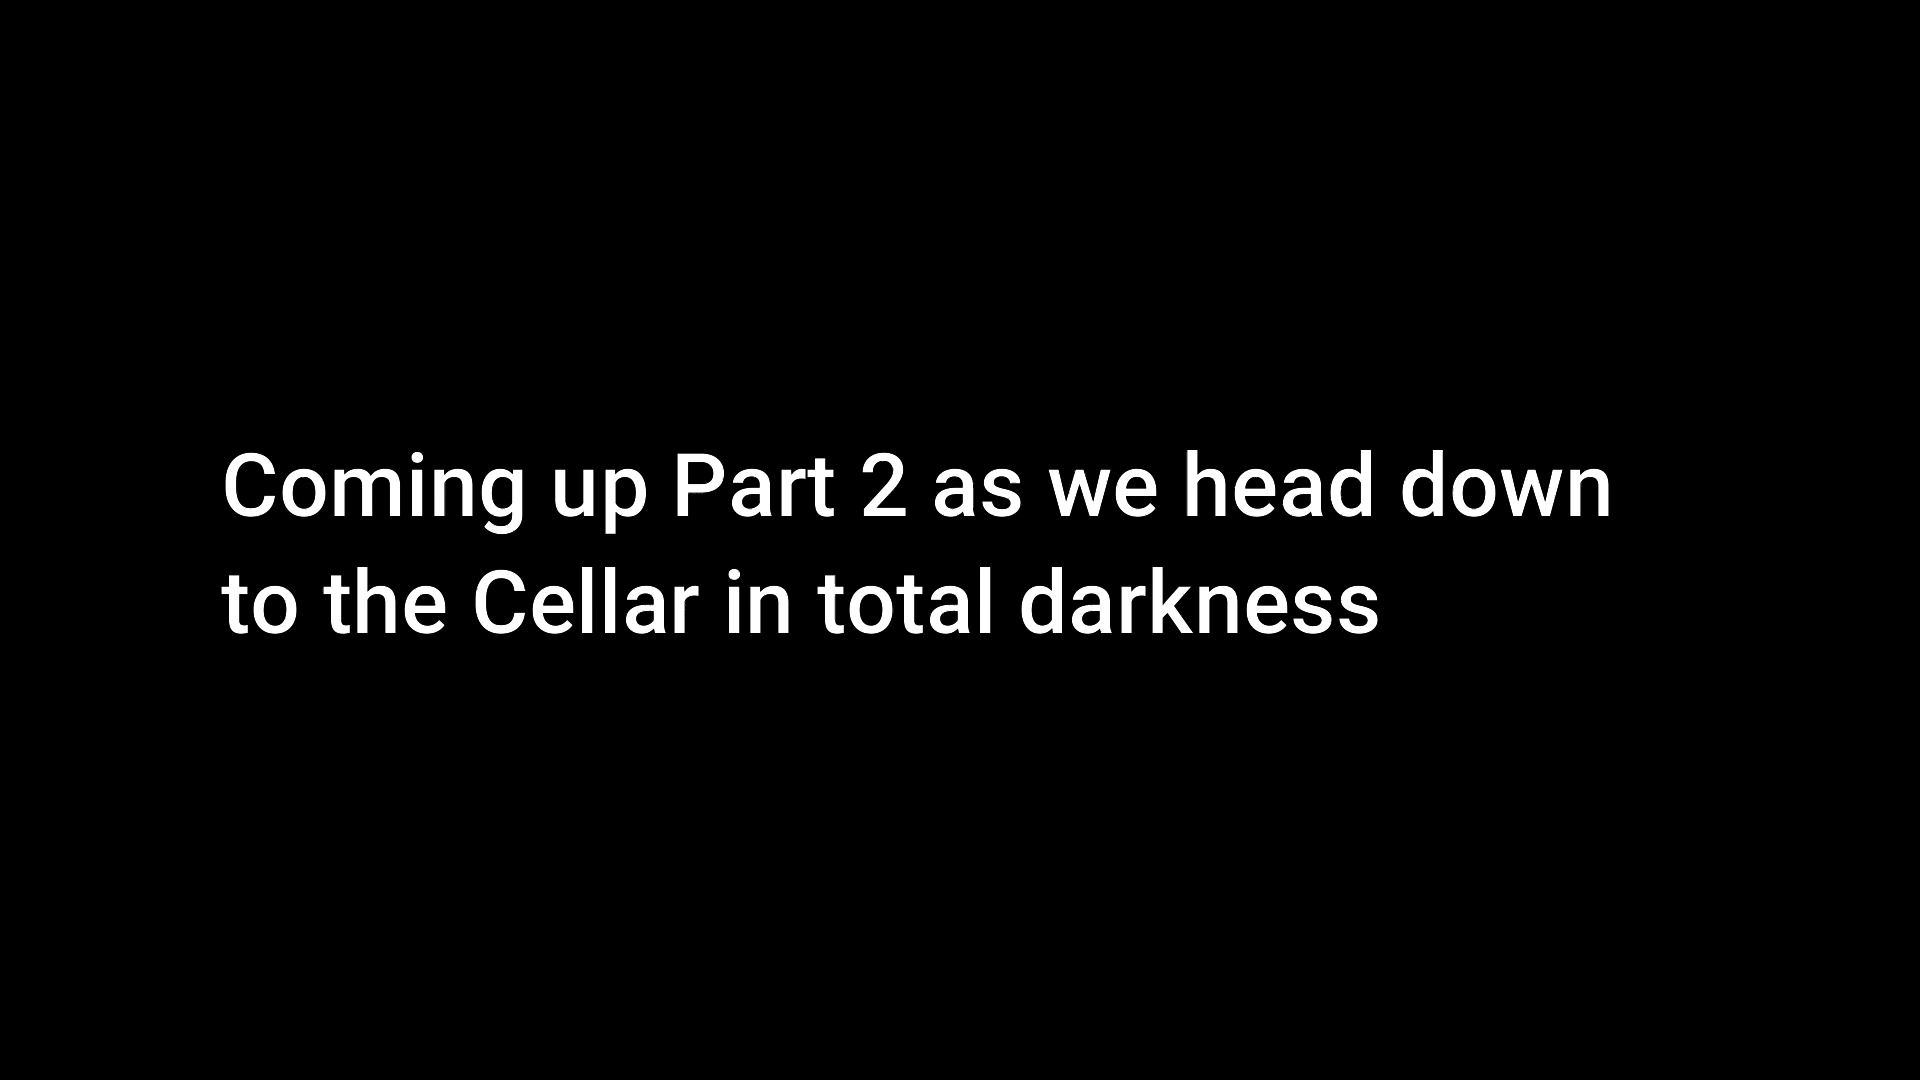 Coming up Part 2 as we head down
to the Cellar in total darkness